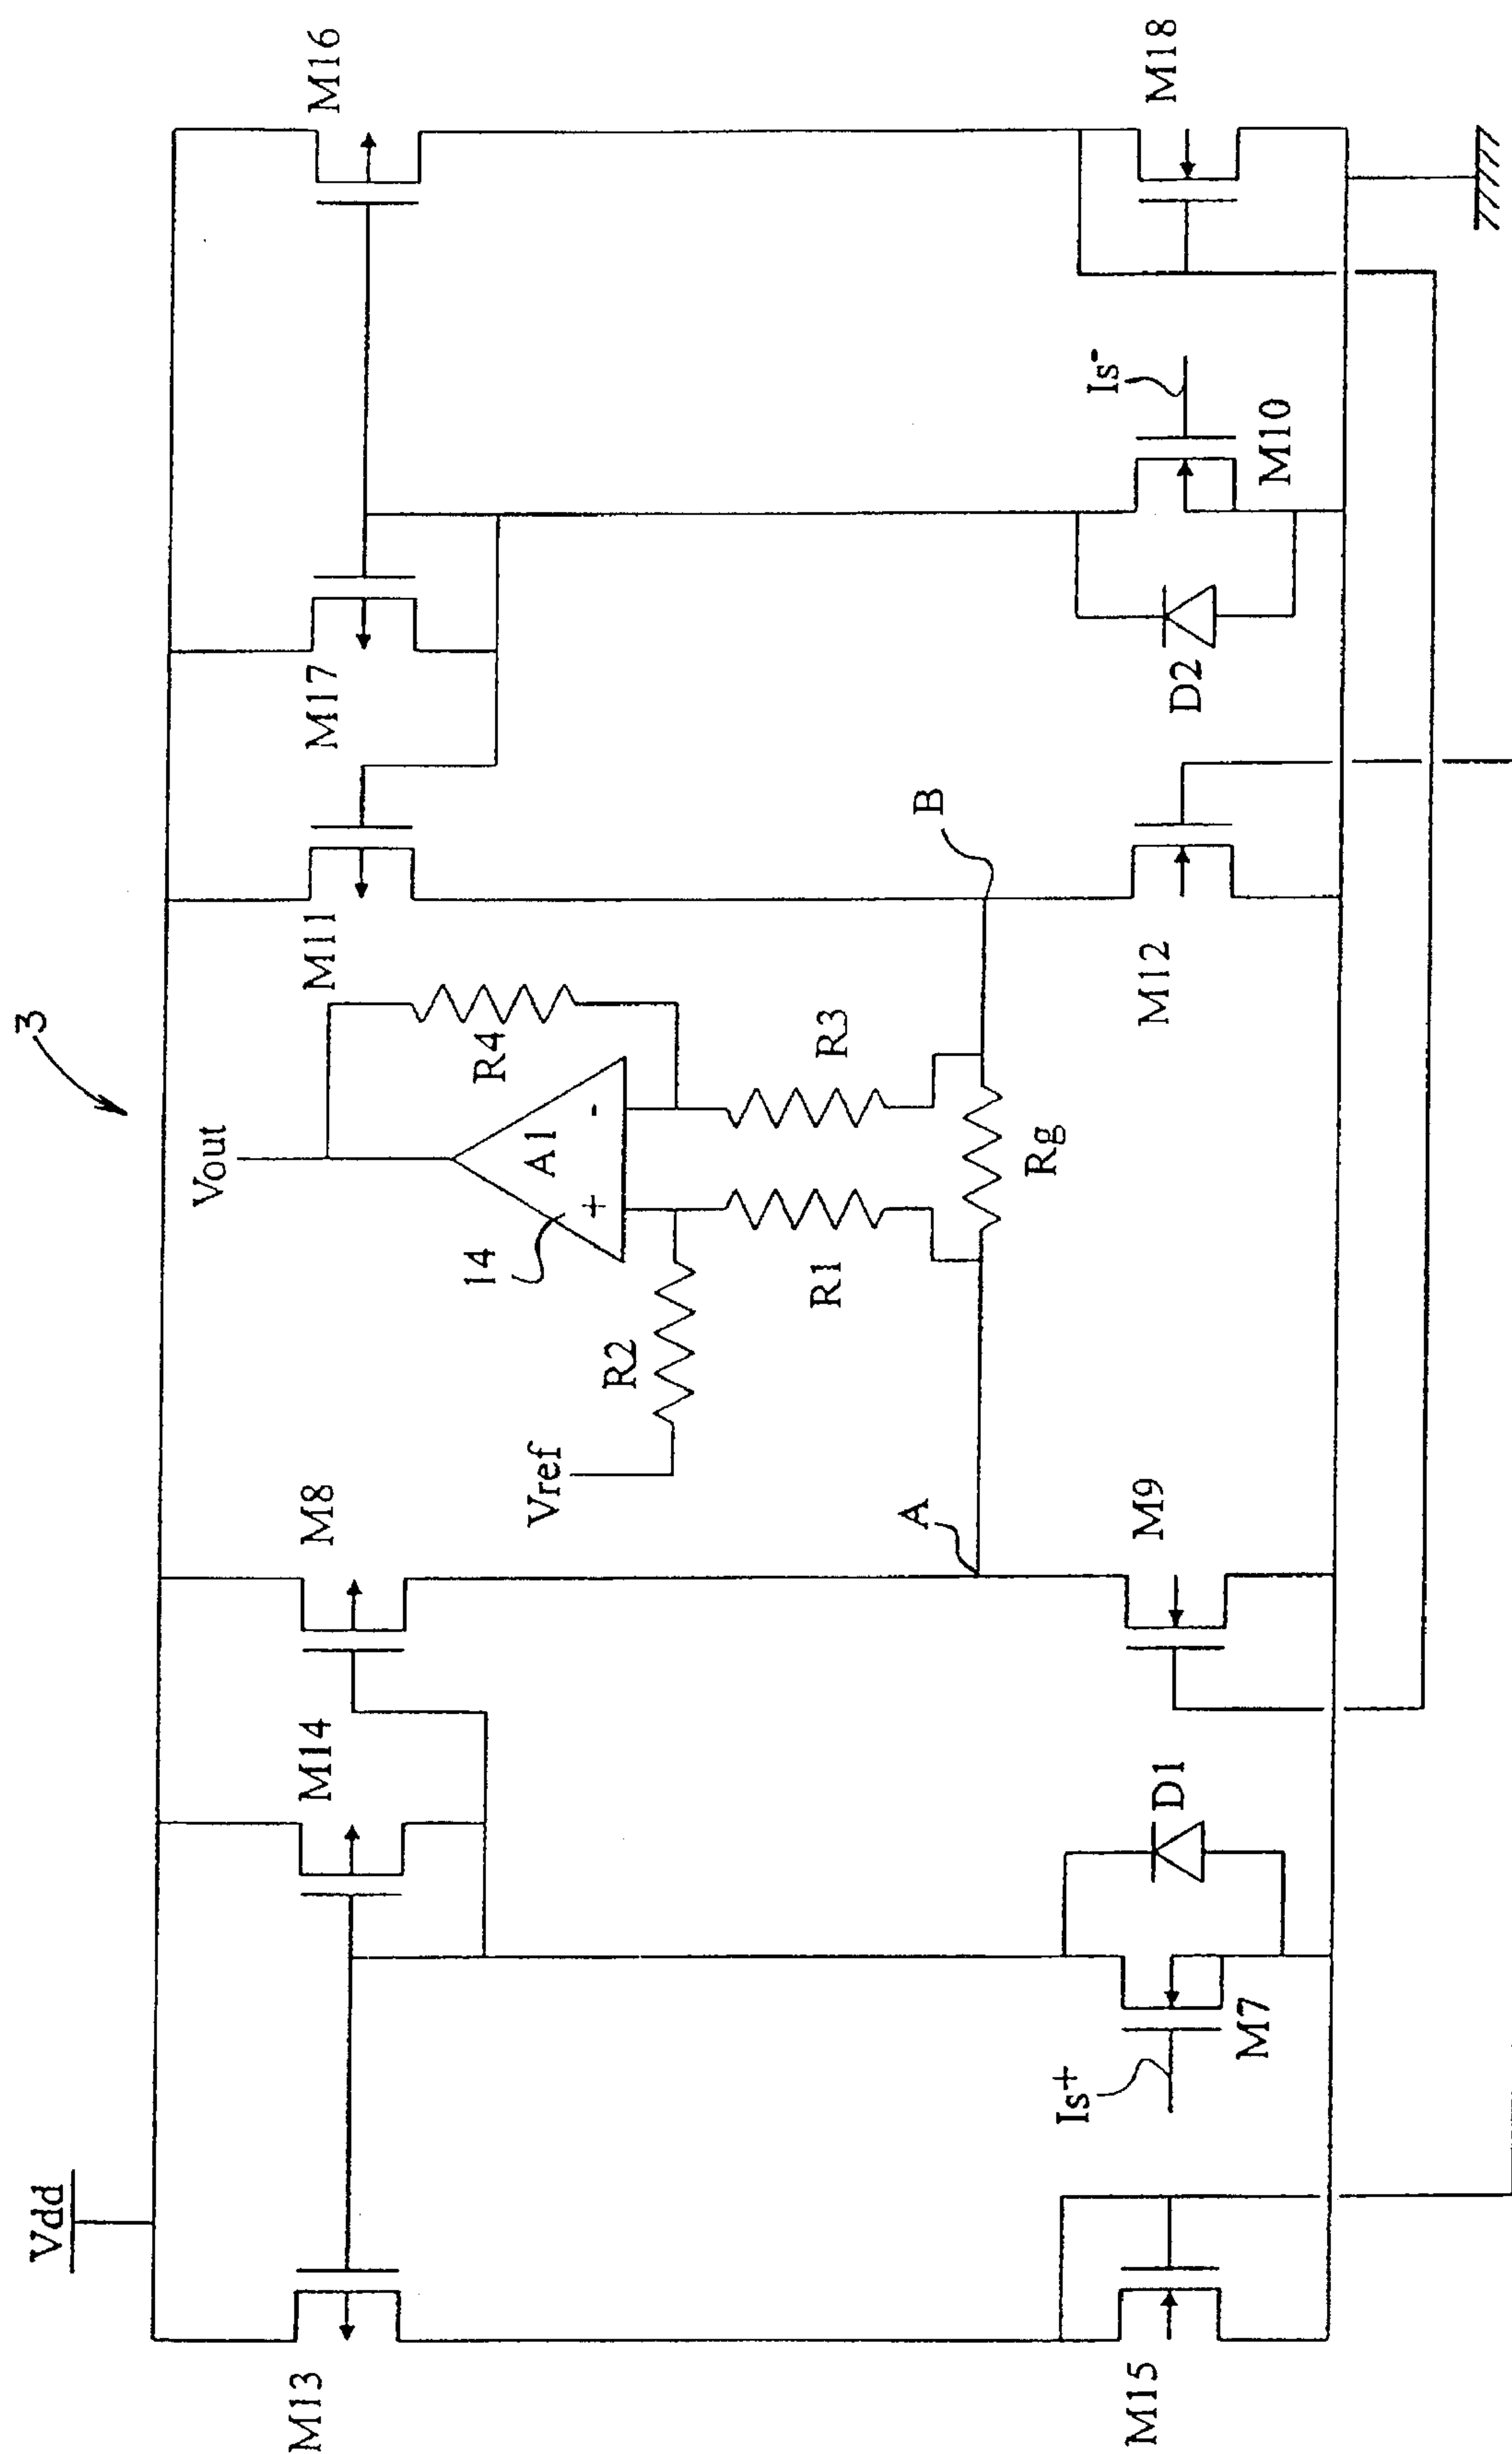 3
Vdd
Vout
Vref
14
A1
+
-
R1
R2
R3
R4
Rg
A
B
M13
M14
M8
M11
M17
M16
M15
Is+
M7
D1
M9
M12
D2
M10
Is-
M18